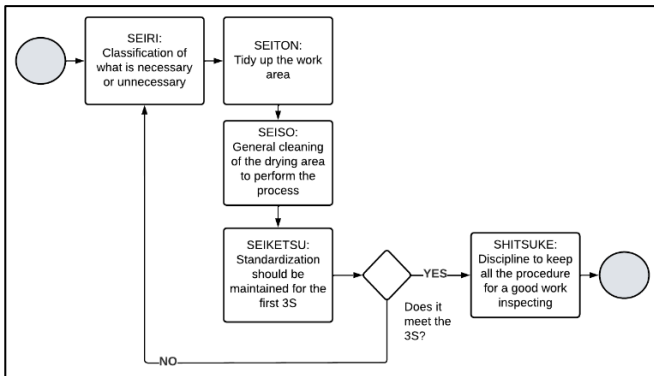 SEIRI:
Classification of
what is necessary
or unnecessary
SEITON:
Tidy up the work
area
SEISO:
General cleaning
of the drying area
to perform the
process
SEIKETSU:
Standardization
should be
maintained for the
first 3S
YES
Does it
meet the
3S?
SHITSUKE:
Discipline to keep
all the procedure
for a good work
inspecting
NO